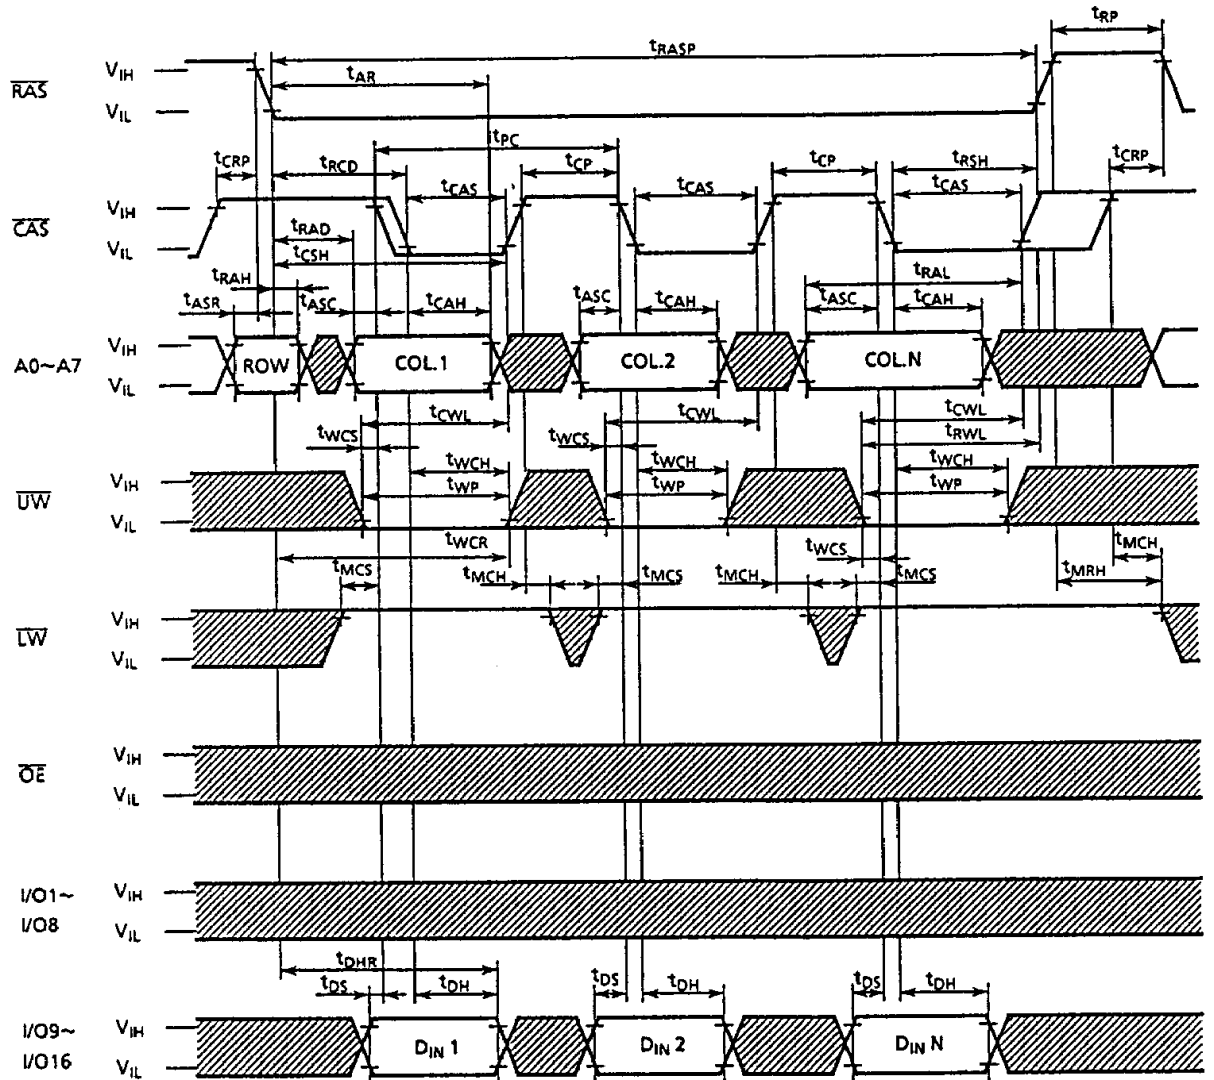 tRP
tRASP
RAS
VIH
VIL
tAR
tPC
tCRP
tRCD
tCP
tCP
tRSH
tCRP
tCAS
tCAS
tCAS
CAS
VIH
VIL
tRAD
tCSH
tRAH
tRAL
tASR
tASC
tCAH
tASC
tCAH
tASC
tCAH
A0~A7
VIH
VIL
ROW
COL.1
COL.2
COL.N
tCWL
tCWL
tCWL
tWCS
tWCS
tRWL
tWCH
tWCH
tWCH
UW
VIH
VIL
tWP
tWP
tWP
tWCR
tWCS
tMCH
tMCS
tMCH
tMCS
tMCH
tMCS
tMRH
LW
VIH
VIL
OE
VIH
VIL
I/O1~
I/O8
VIH
VIL
tDHR
tDS
tDH
tDS
tDH
tDS
tDH
I/O9~
I/O16
VIH
VIL
DIN 1
DIN 2
DIN N